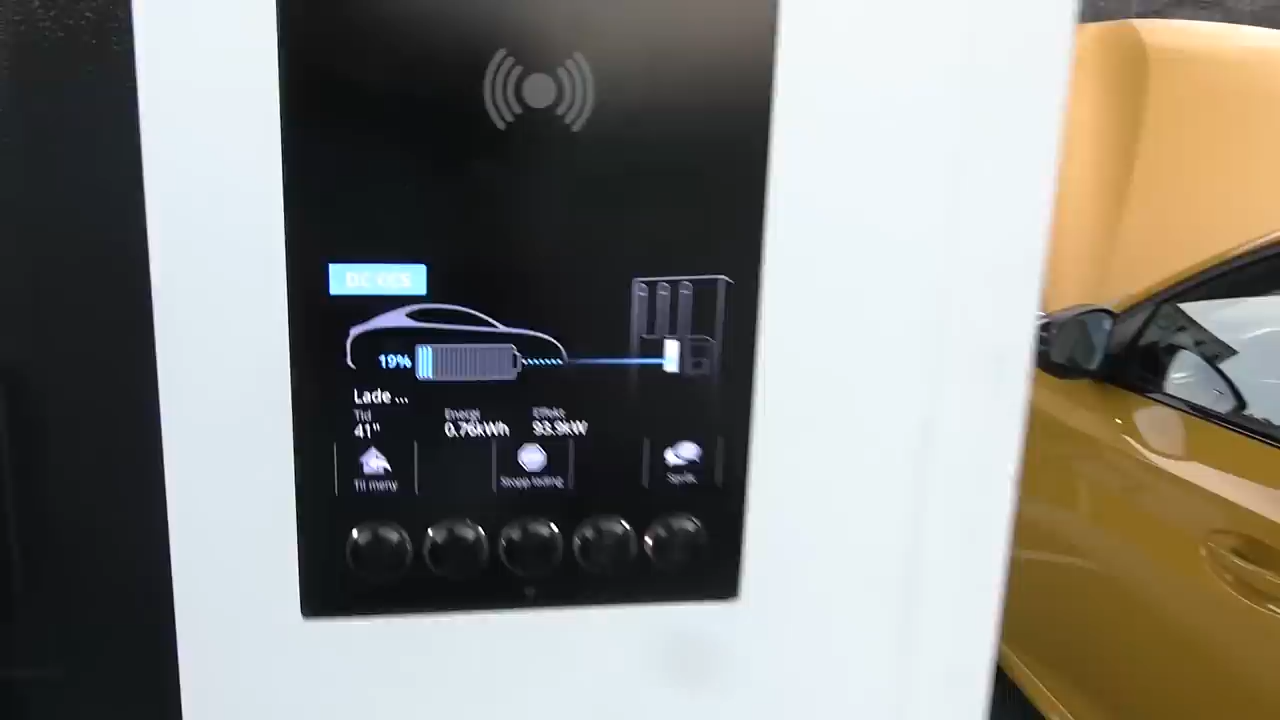 DC CCS
19%
Lade ...
Tid Energi Effekt
41" 0.76kWh 93.9kW
Til meny Stopp lading Språk